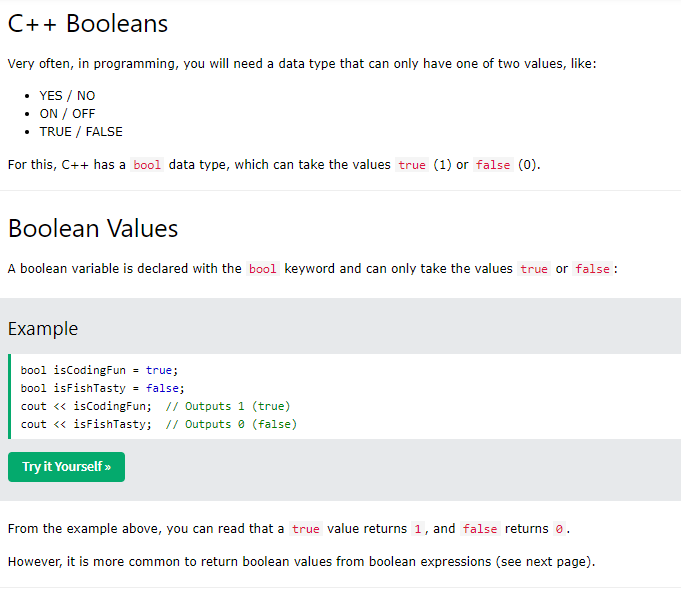 C++ Booleans
Very often, in programming, you will need a data type that can only have one of two values, like:
• YES / NO
• ON / OFF
• TRUE / FALSE
For this, C++ has a bool data type, which can take the values true (1) or false (0).
Boolean Values
A boolean variable is declared with the bool keyword and can only take the values true or false:
Example
bool isCodingFun = true;
bool isFishTasty = false;
cout << isCodingFun;  // Outputs 1 (true)
cout << isFishTasty;  // Outputs 0 (false)
Try it Yourself »
From the example above, you can read that a true value returns 1, and false returns 0.
However, it is more common to return boolean values from boolean expressions (see next page).